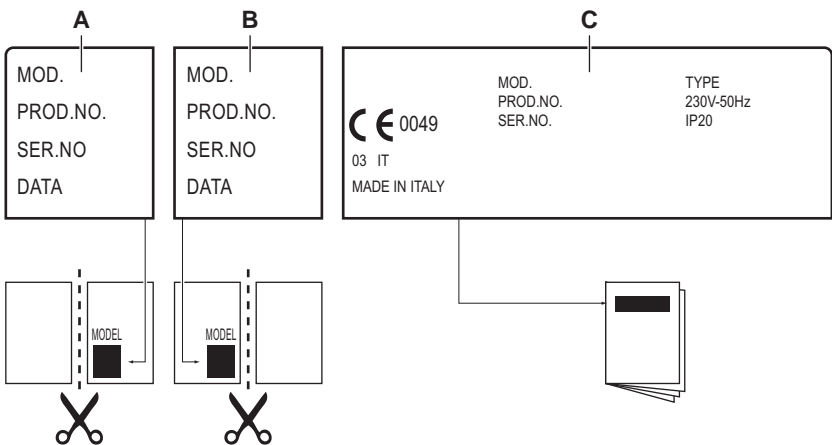 A
B
C
MOD.
PROD.NO.
SER.NO
DATA
MOD.
PROD.NO.
SER.NO
DATA
MOD.
PROD.NO.
SER.NO.
TYPE
230V-50Hz
IP20
CE 0049
03 IT
MADE IN ITALY
MODEL
MODEL